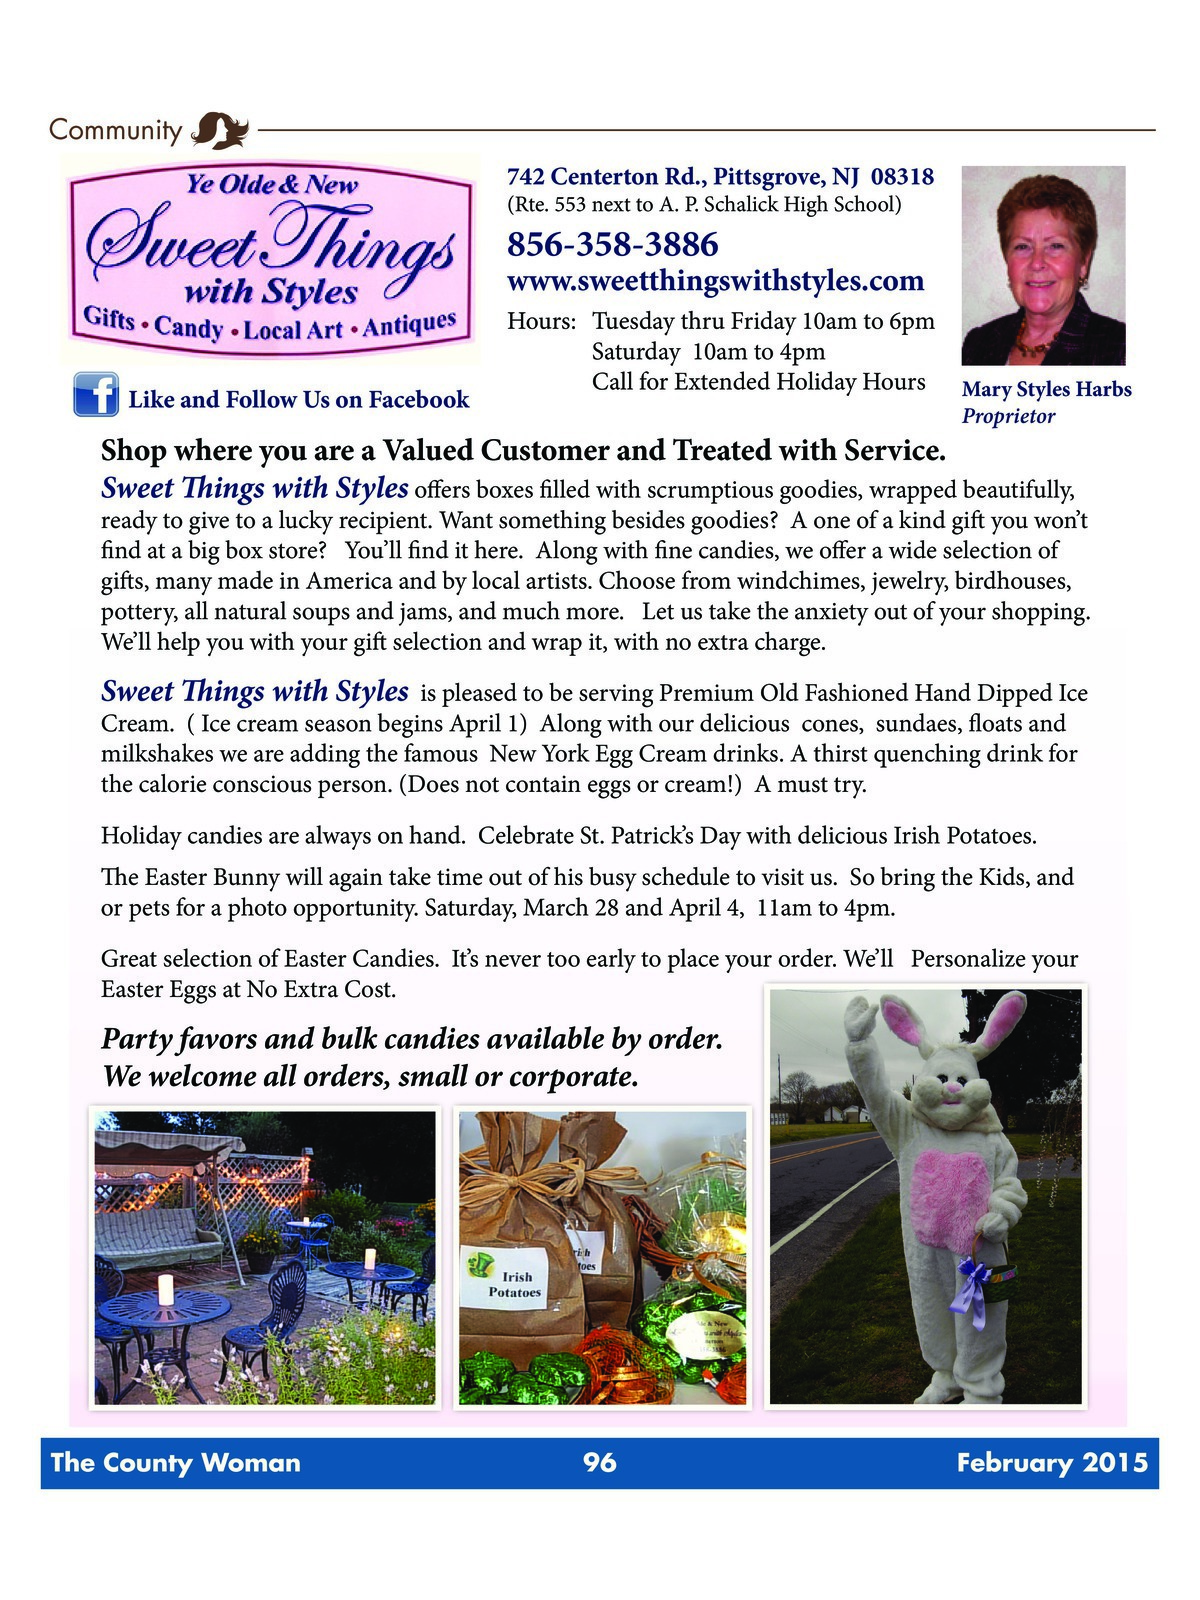 Community
Ye Olde & New
Sweet Things
with Styles
Gifts • Candy • Local Art • Antiques
Like and Follow Us on Facebook
742 Centerton Rd., Pittsgrove, NJ 08318
(Rte. 553 next to A. P. Schalick High School)
856-358-3886
www.sweetthingswithstyles.com
Hours: Tuesday thru Friday 10am to 6pm
Saturday 10am to 4pm
Call for Extended Holiday Hours
Mary Styles Harbs
Proprietor
Shop where you are a Valued Customer and Treated with Service.
Sweet Things with Styles offers boxes filled with scrumptious goodies, wrapped beautifully,
ready to give to a lucky recipient. Want something besides goodies? A one of a kind gift you won't
find at a big box store? You'll find it here. Along with fine candies, we offer a wide selection of
gifts, many made in America and by local artists. Choose from windchimes, jewelry, birdhouses,
pottery, all natural soups and jams, and much more. Let us take the anxiety out of your shopping.
We'll help you with your gift selection and wrap it, with no extra charge.
Sweet Things with Styles is pleased to be serving Premium Old Fashioned Hand Dipped Ice
Cream. ( Ice cream season begins April 1) Along with our delicious cones, sundaes, floats and
milkshakes we are adding the famous New York Egg Cream drinks. A thirst quenching drink for
the calorie conscious person. (Does not contain eggs or cream!) A must try.
Holiday candies are always on hand. Celebrate St. Patrick's Day with delicious Irish Potatoes.
The Easter Bunny will again take time out of his busy schedule to visit us. So bring the Kids, and
or pets for a photo opportunity. Saturday, March 28 and April 4, 11am to 4pm.
Great selection of Easter Candies. It's never too early to place your order. We'll Personalize your
Easter Eggs at No Extra Cost.
Party favors and bulk candies available by order.
We welcome all orders, small or corporate.
Irish
Potatoes
The County Woman 96 February 2015